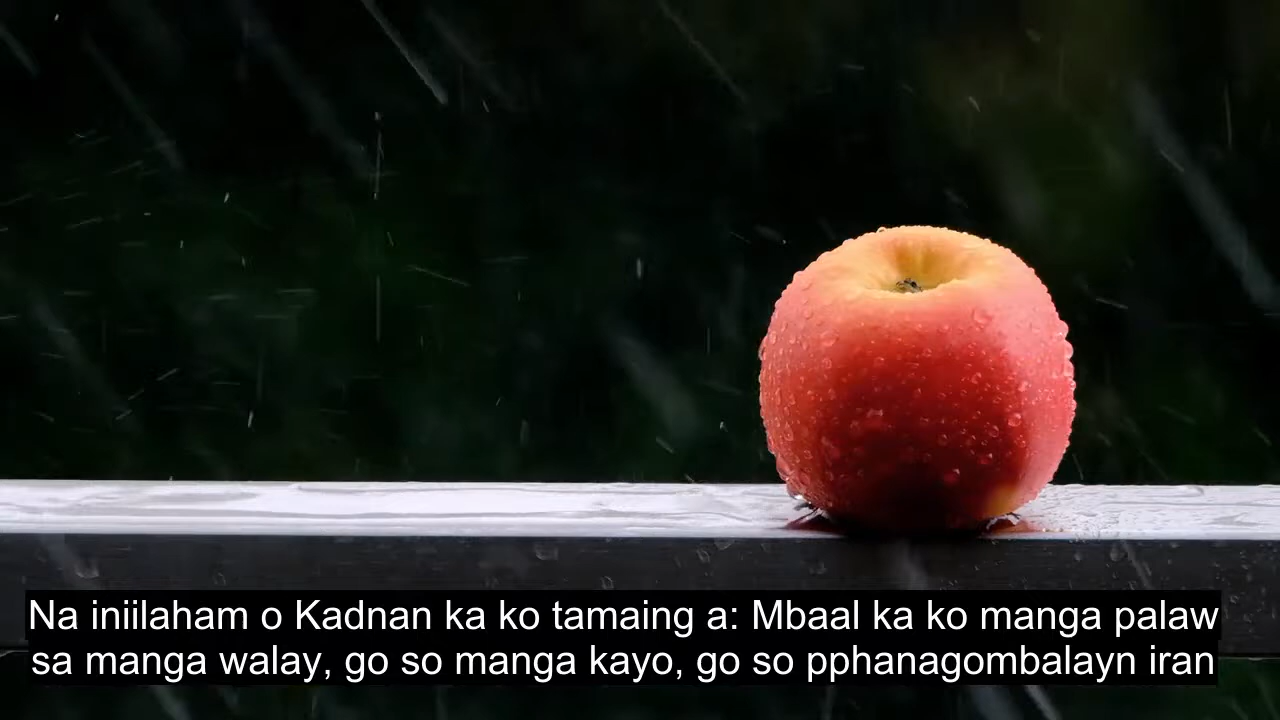 Na iniilaham o Kadnan ka ko tamaing a: Mbaal ka ko manga palaw
sa manga walay, go so manga kayo, go so pphanagombalayn iran